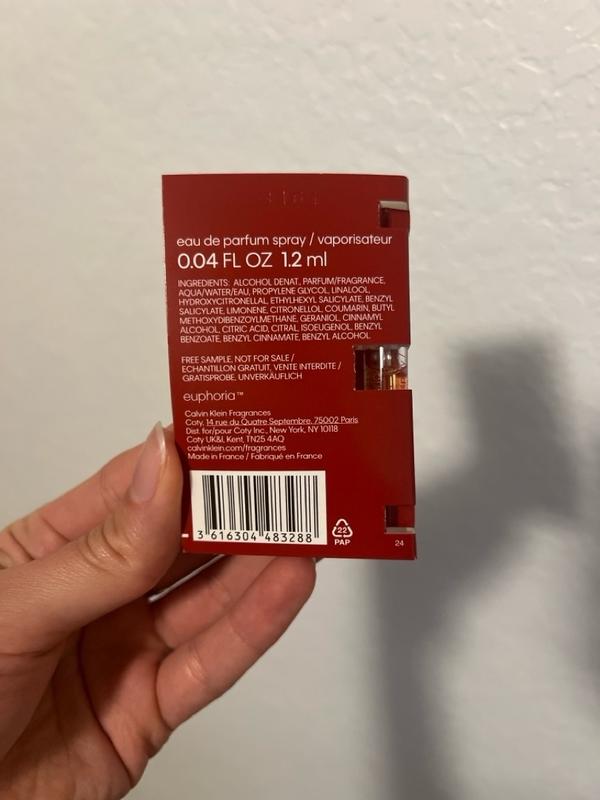 eau de parfum spray / vaporisateur
0.04 FL OZ 1.2 ml
INGREDIENTS: ALCOHOL DENAT, PARFUM/FRAGRANCE,
AQUA/WATER/EAU, PROPYLENE GLYCOL, LINALOOL,
HYDROXYCITRONELLAL, ETHYLHEXYL SALICYLATE, BENZYL
SALICYLATE, LIMONENE, CITRONELLOL, COUMARIN, BUTYL
METHOXYDIBENZOYLMETHANE, GERANIOL, CINNAMYL
ALCOHOL, CITRIC ACID, CITRAL, ISOEUGENOL, BENZYL
BENZOATE, BENZYL CINNAMATE, BENZYL ALCOHOL.
FREE SAMPLE, NOT FOR SALE /
ECHANTILLON GRATUIT, VENTE INTERDITE /
GRATISPROBE, UNVERKÄUFLICH
euphoria™
Calvin Klein Fragrances
Coty, 14 rue du Quatre Septembre, 75002 Paris
Dist. for/pour Coty Inc., New York, NY 10118
Coty UK&I, Kent, TN25 4AQ
calvinklein.com/fragrances
Made in France / Fabriqué en France
3 616304 483288
22
PAP
24